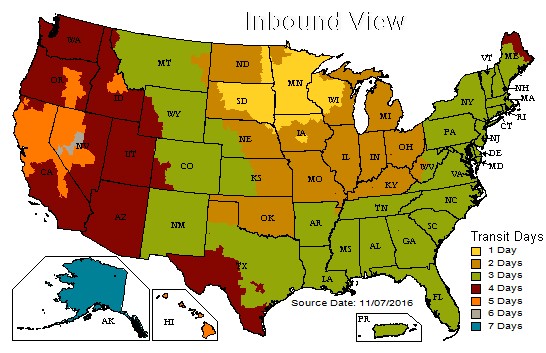 Inbound View
WA
OR
ID
MT
ND
MN
SD
WI
MI
WY
NE
IA
NV
UT
CO
CA
KS
MO
IL
IN
OH
KY
WV
VA
PA
NY
VT
ME
NH
MA
RI
CT
NJ
DE
MD
AZ
NM
OK
AR
TN
NC
SC
TX
LA
MS
AL
GA
FL
AK
HI
PR
Source Date: 11/07/2016
Transit Days
1 Day
2 Days
3 Days
4 Days
5 Days
6 Days
7 Days